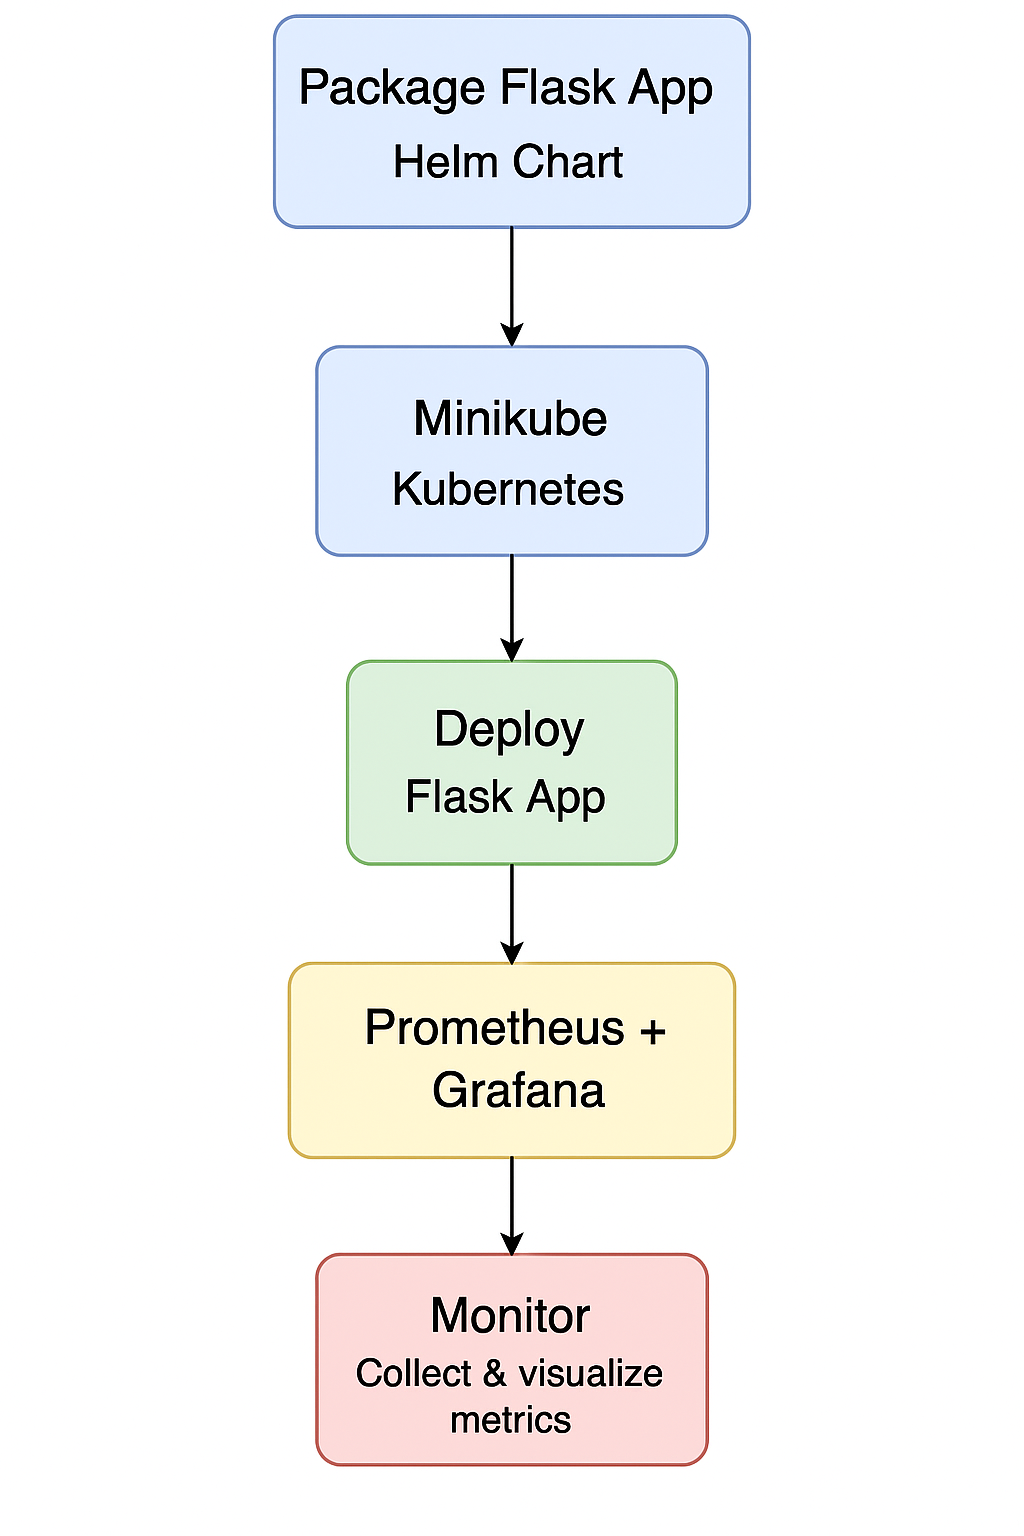 Package Flask App
Helm Chart
Minikube
Kubernetes
Deploy
Flask App
Prometheus +
Grafana
Monitor
Collect & visualize
metrics